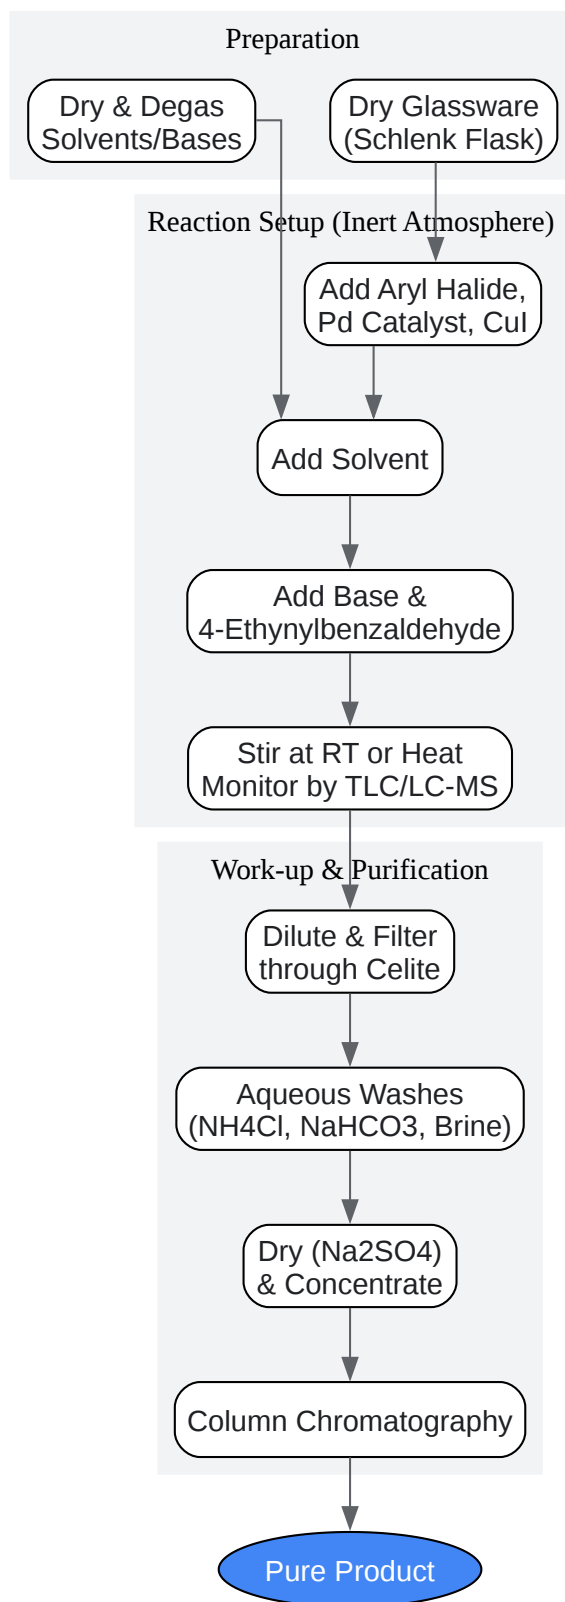 Preparation
Dry & Degas
Solvents/Bases
Dry Glassware
(Schlenk Flask)
Reaction Setup (Inert Atmosphere)
Add Aryl Halide,
Pd Catalyst, CuI
Add Solvent
Add Base &
4-Ethynylbenzaldehyde
Stir at RT or Heat
Monitor by TLC/LC-MS
Work-up & Purification
Dilute & Filter
through Celite
Aqueous Washes
(NH4Cl, NaHCO3, Brine)
Dry (Na2SO4)
& Concentrate
Column Chromatography
Pure Product